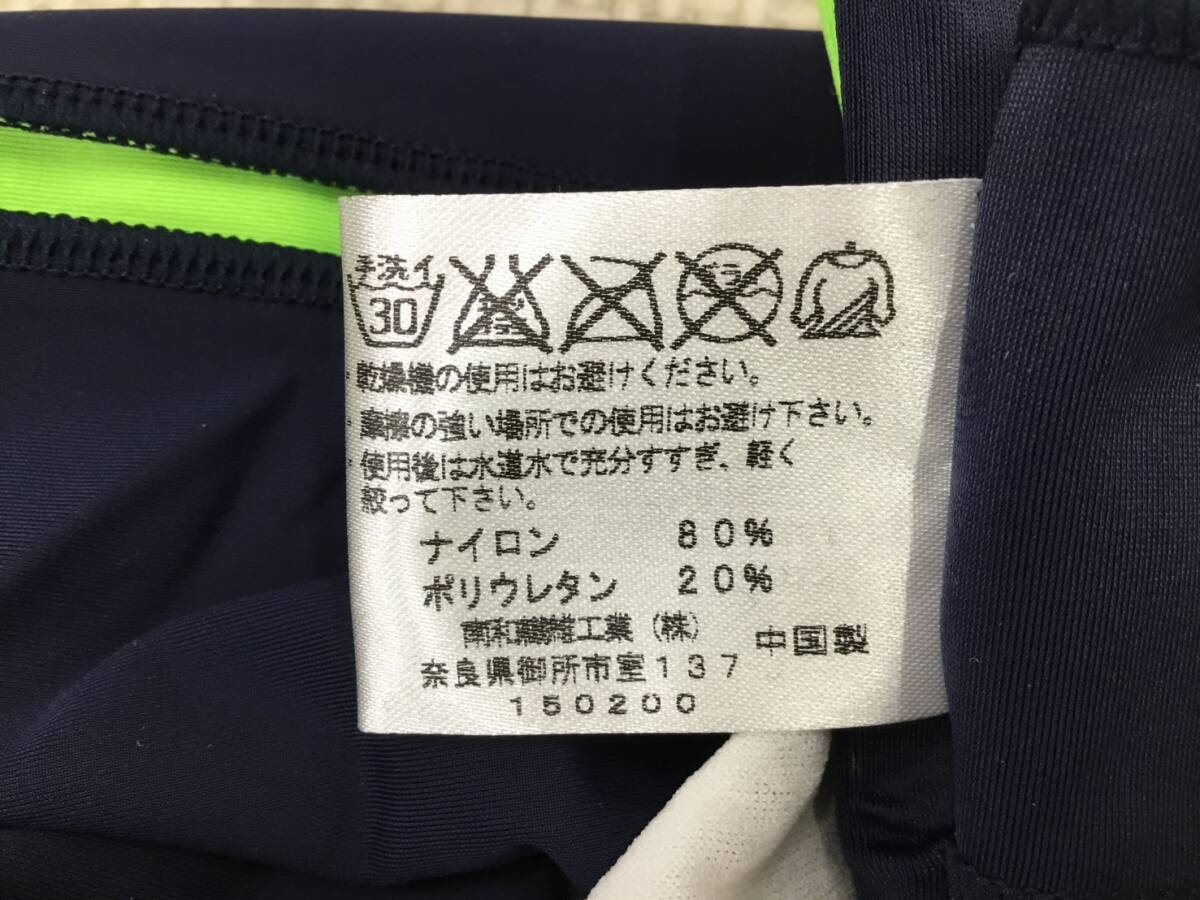 手洗イ
30
乾燥機の使用はお避けください。
摩擦の強い場所での使用はお避け下さい。
使用後は水道水で充分すすぎ、軽く
絞って下さい。
ナイロン 80%
ポリウレタン 20%
南和繊維工業(株) 中国製
奈良県御所市室137
150200